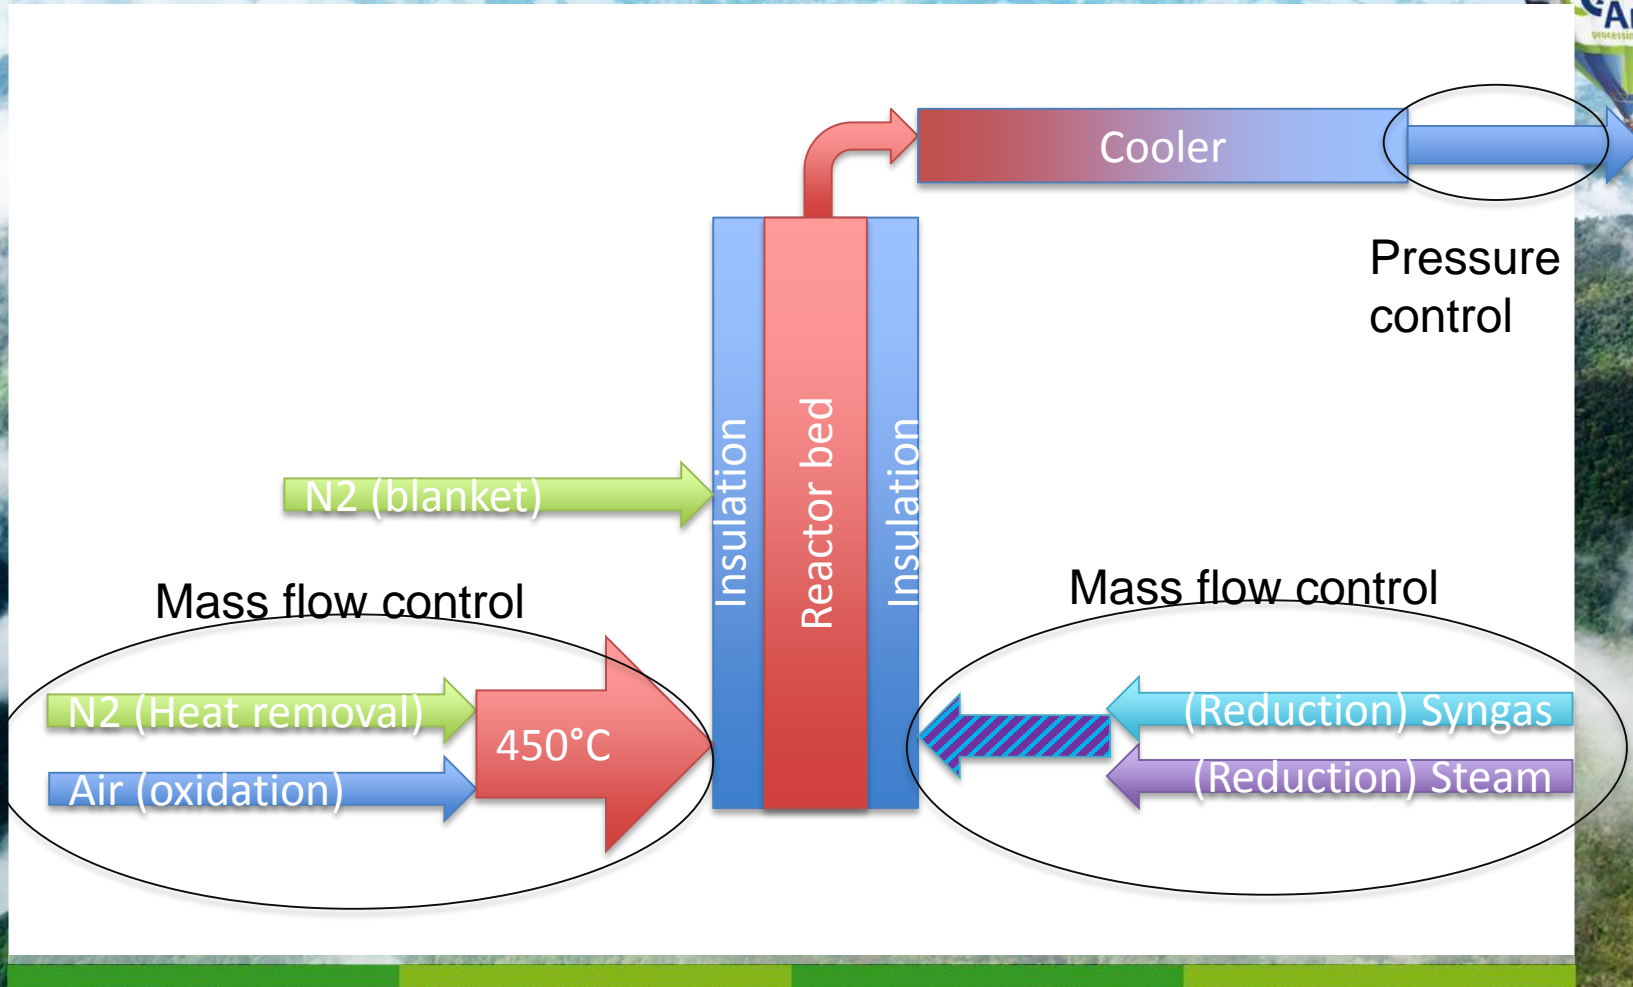 Cooler
Pressure
control
Insulation
Reactor bed
Insulation
N2 (blanket)
Mass flow control
Mass flow control
N2 (Heat removal)
450°C
Air (oxidation)
(Reduction) Syngas
(Reduction) Steam